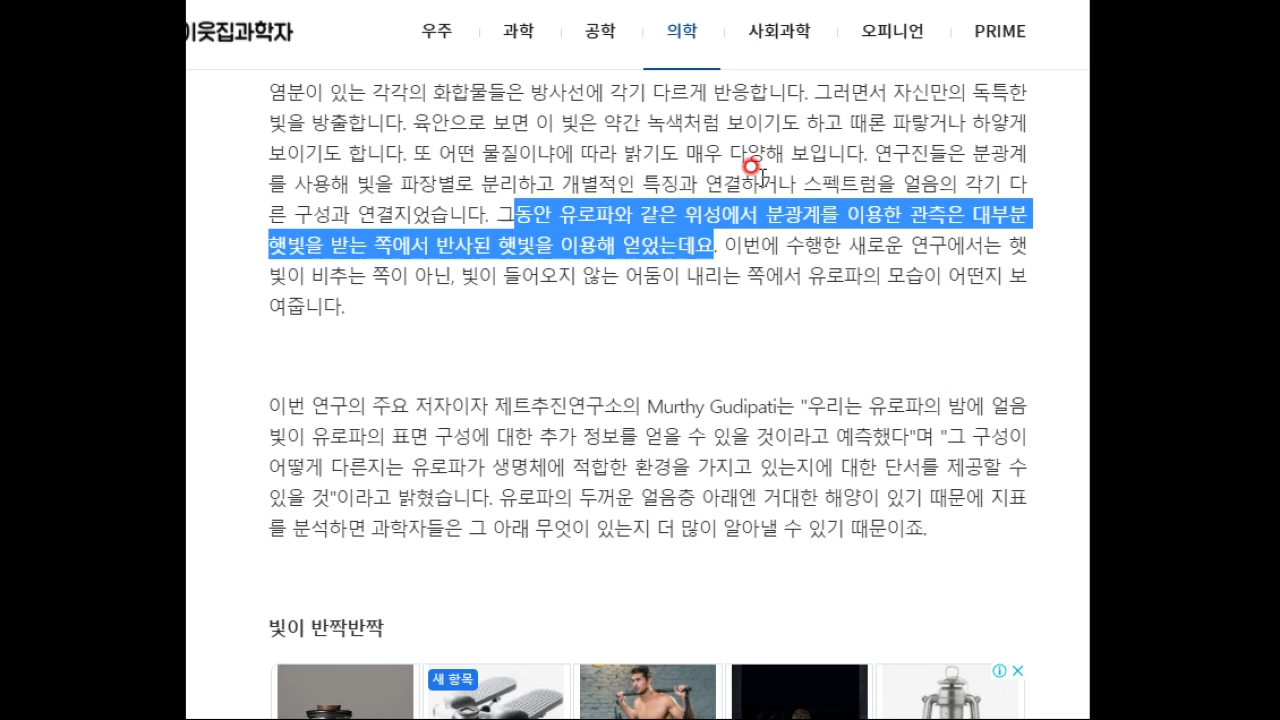 이웃집과학자
우주 과학 공학 의학 사회과학 오피니언 PRIME
염분이 있는 각각의 화합물들은 방사선에 각기 다르게 반응합니다. 그러면서 자신만의 독특한
빛을 방출합니다. 육안으로 보면 이 빛은 약간 녹색처럼 보이기도 하고 때론 파랗거나 하얗게
보이기도 합니다. 또 어떤 물질이냐에 따라 밝기도 매우 다양해 보입니다. 연구진들은 분광계
를 사용해 빛을 파장별로 분리하고 개별적인 특징과 연결하거나 스펙트럼을 얼음의 각기 다
른 구성과 연결지었습니다. 그동안 유로파와 같은 위성에서 분광계를 이용한 관측은 대부분
햇빛을 받는 쪽에서 반사된 햇빛을 이용해 얻었는데요. 이번에 수행한 새로운 연구에서는 햇
빛이 비추는 쪽이 아닌, 빛이 들어오지 않는 어둠이 내리는 쪽에서 유로파의 모습이 어떤지 보
여줍니다.
이번 연구의 주요 저자이자 제트추진연구소의 Murthy Gudipati는 "우리는 유로파의 밤에 얼음
빛이 유로파의 표면 구성에 대한 추가 정보를 얻을 수 있을 것이라고 예측했다"며 "그 구성이
어떻게 다른지는 유로파가 생명체에 적합한 환경을 가지고 있는지에 대한 단서를 제공할 수
있을 것"이라고 밝혔습니다. 유로파의 두꺼운 얼음층 아래엔 거대한 해양이 있기 때문에 지표
를 분석하면 과학자들은 그 아래 무엇이 있는지 더 많이 알아낼 수 있기 때문이죠.
빛이 반짝반짝
새 항목